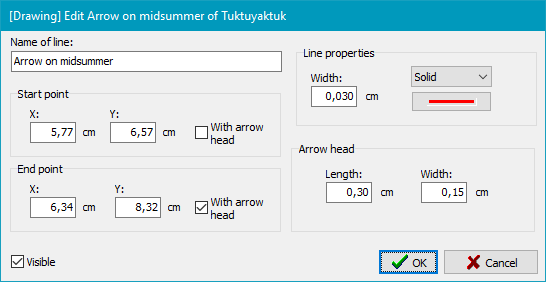 [Drawing] Edit Arrow on midsummer of Tuktuyaktuk
Name of line:
Arrow on midsummer
Start point
X: Y:
5,77 cm 6,57 cm With arrow
head
End point
X: Y:
6,34 cm 8,32 cm With arrow
head
Line properties
Width: Solid
0,030 cm
Arrow head
Length: Width:
0,30 cm 0,15 cm
Visible OK Cancel